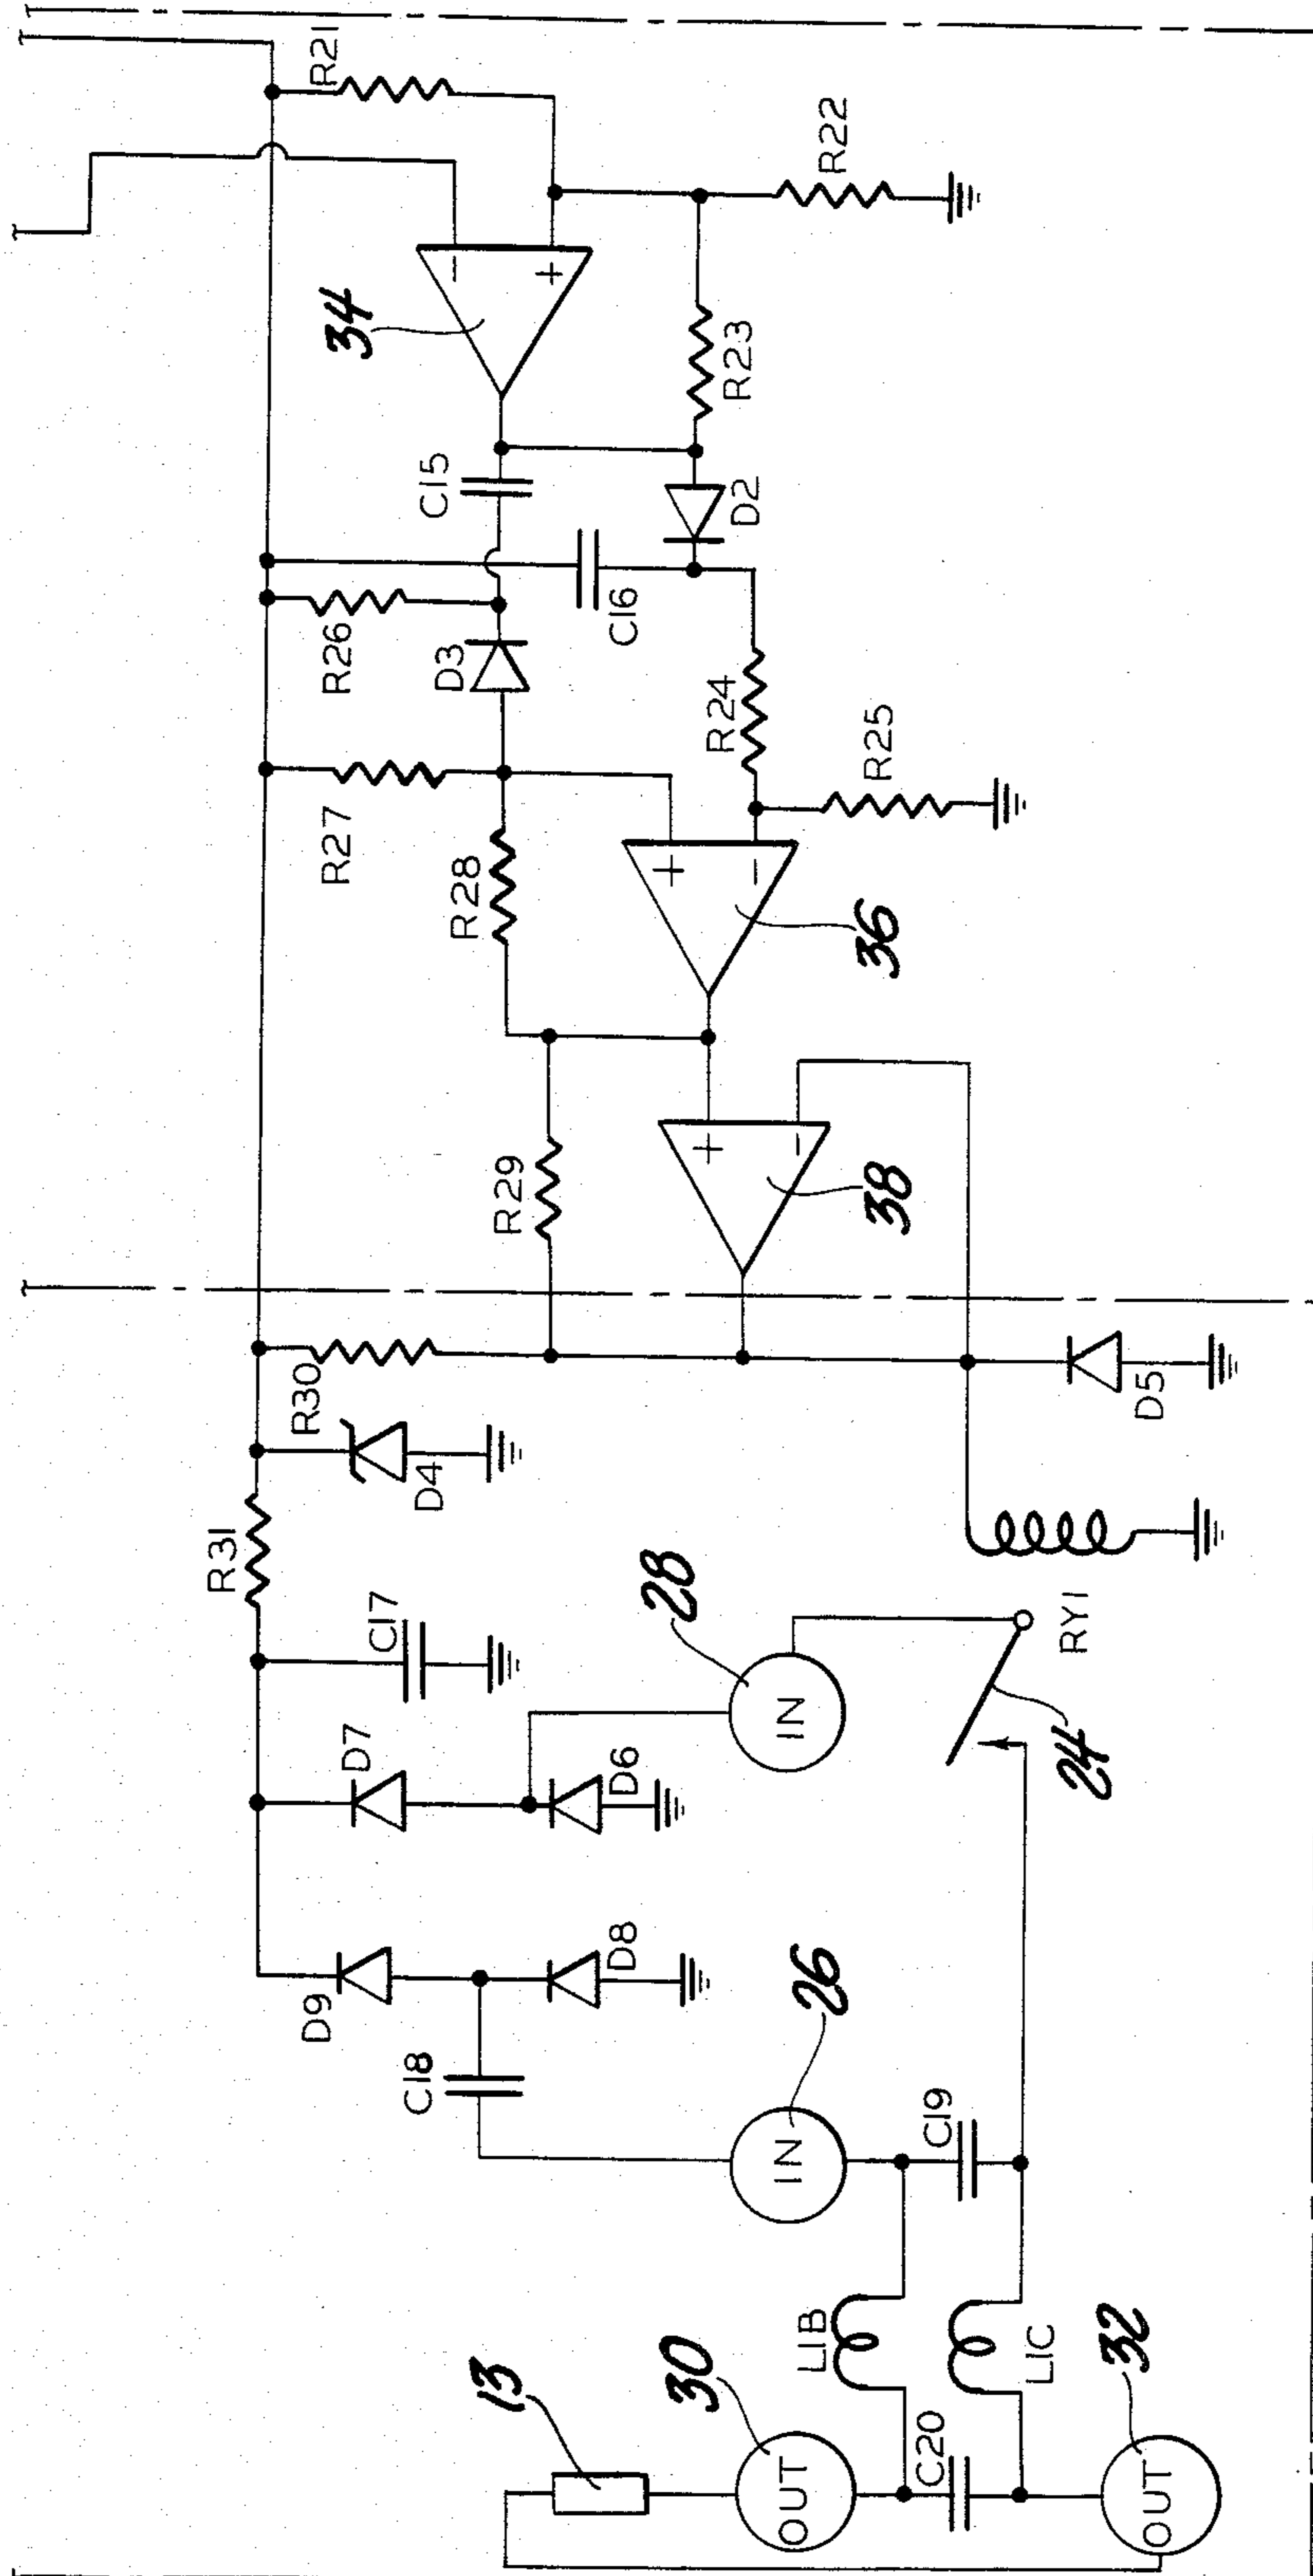 R21
R22
34
R23
C15
D2
C16
R26
D3
R24
R25
R27
R28
36
R29
38
R30
D4
D5
R31
C17
28
IN
RY1
24
D7
D6
D9
D8
C18
26
IN
C19
L1B
L1C
13
30
OUT
C20
32
OUT
+
-
+
-
+
-